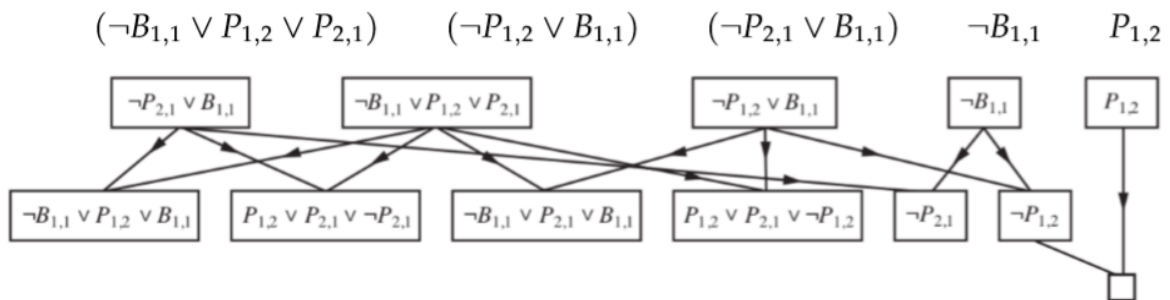 (¬B₁,₁ ∨ P₁,₂ ∨ P₂,₁) (¬P₁,₂ ∨ B₁,₁) (¬P₂,₁ ∨ B₁,₁) ¬B₁,₁ P₁,₂
¬P₂,₁ ∨ B₁,₁ ¬B₁,₁ ∨ P₁,₂ ∨ P₂,₁ ¬P₁,₂ ∨ B₁,₁ ¬B₁,₁ P₁,₂
¬B₁,₁ ∨ P₁,₂ ∨ B₁,₁ P₁,₂ ∨ P₂,₁ ∨ ¬P₂,₁ ¬B₁,₁ ∨ P₂,₁ ∨ B₁,₁ P₁,₂ ∨ P₂,₁ ∨ ¬P₁,₂ ¬P₂,₁ ¬P₁,₂